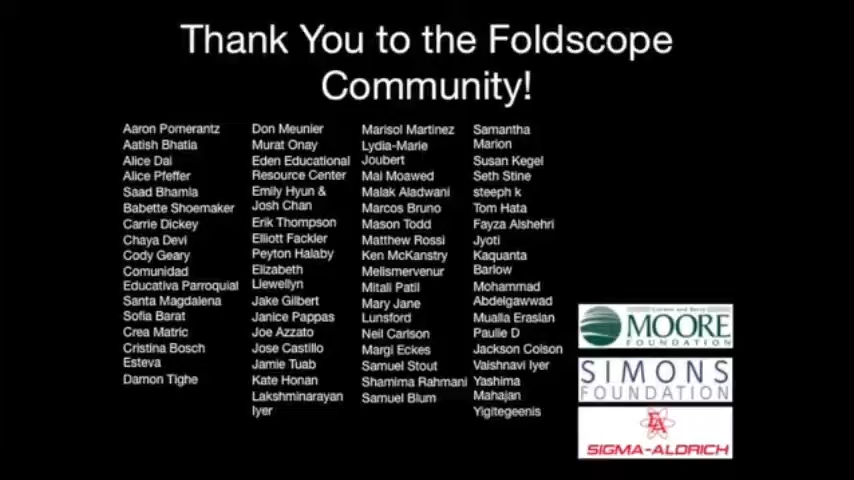 Thank You to the Foldscope
Community!
Aaron Pomerantz
Aatish Bhatia
Alice Dai
Alice Pfeffer
Saad Bhamla
Babette Shoemaker
Carrie Dickey
Chaya Devi
Cody Geary
Comunidad
Educativa Parroquial
Santa Magdalena
Sofia Barat
Crea Matric
Cristina Bosch
Esteva
Damon Tighe
Don Meunier
Murat Onay
Eden Educational
Resource Center
Emily Hyun &
Josh Chan
Erik Thompson
Elliott Fackler
Peyton Halaby
Elizabeth
Llewellyn
Jake Gilbert
Janice Pappas
Joe Azzato
Jose Castillo
Jamie Tuab
Kate Honan
Lakshminarayan
Iyer
Marisol Martinez
Lydia-Marie
Joubert
Mai Moawed
Malak Aladwani
Marcos Bruno
Mason Todd
Matthew Rossi
Ken McKanstry
Melismervenur
Mitali Patil
Mary Jane
Lunsford
Neil Carlson
Margi Eckes
Samuel Stout
Shamima Rahmani
Samuel Blum
Samantha
Marion
Susan Kegel
Seth Stine
steeph k
Tom Hata
Fayza Alshehri
Jyoti
Kaquanta
Barlow
Mohammad
Abdelgawwad
Mualla Eraslan
Paulie D
Jackson Coison
Vaishnavi Iyer
Yashima
Mahajan
Yigitegeenis
MOORE
FOUNDATION
SIMONS
FOUNDATION
SIGMA-ALDRICH